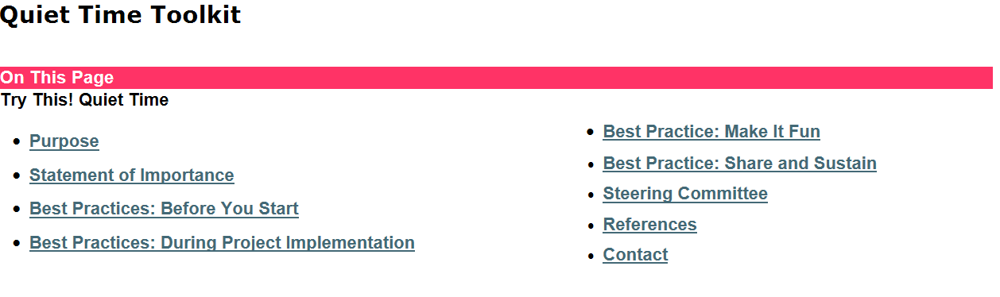 Quiet Time Toolkit
On This Page
Try This! Quiet Time
Purpose
Statement of Importance
Best Practices: Before You Start
Best Practices: During Project Implementation
Best Practice: Make It Fun
Best Practice: Share and Sustain
Steering Committee
References
Contact